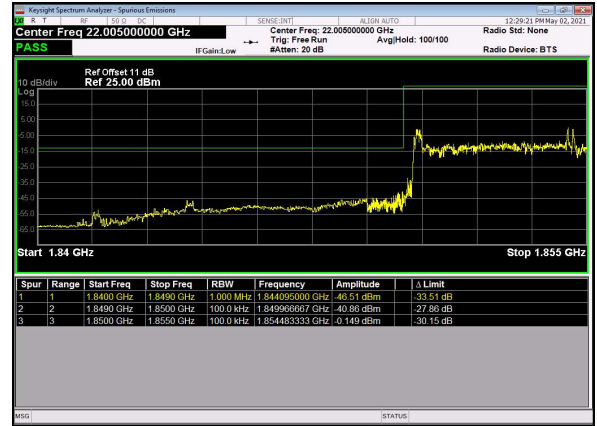 Keysight Spectrum Analyzer - Spurious Emissions
R T RF 50 Ω DC SENSE:INT ALIGN AUTO 12:29:21 PM May 02, 2021
Center Freq 22.005000000 GHz Center Freq: 22.005000000 GHz Radio Std: None
Trig: Free Run Avg|Hold: 100/100
PASS IFGain:Low #Atten: 20 dB Radio Device: BTS
Ref Offset 11 dB
10 dB/div Ref 25.00 dBm
Log
15.0
5.00
-5.00
-15.0
-25.0
-35.0
-45.0
-55.0
-65.0
Start 1.84 GHz Stop 1.855 GHz
Spur Range Start Freq Stop Freq RBW Frequency Amplitude Δ Limit
1 1 1.8400 GHz 1.8490 GHz 1.000 MHz 1.844095000 GHz -46.51 dBm -33.51 dB
2 2 1.8490 GHz 1.8500 GHz 100.0 kHz 1.849966667 GHz -40.86 dBm -27.86 dB
3 3 1.8500 GHz 1.8550 GHz 100.0 kHz 1.854483333 GHz -0.149 dBm -30.15 dB
MSG STATUS